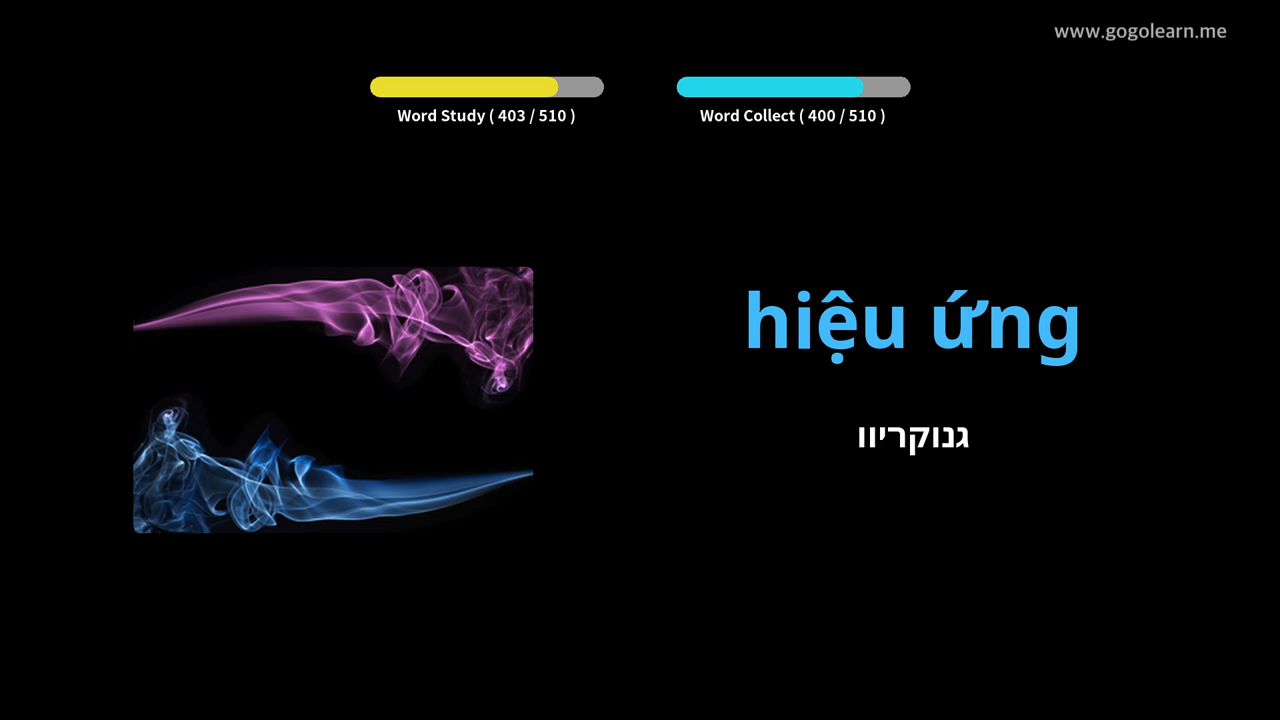 www.gogolearn.me
Word Study ( 403 / 510 )
Word Collect ( 400 / 510 )
hiệu ứng
גנוקריוו